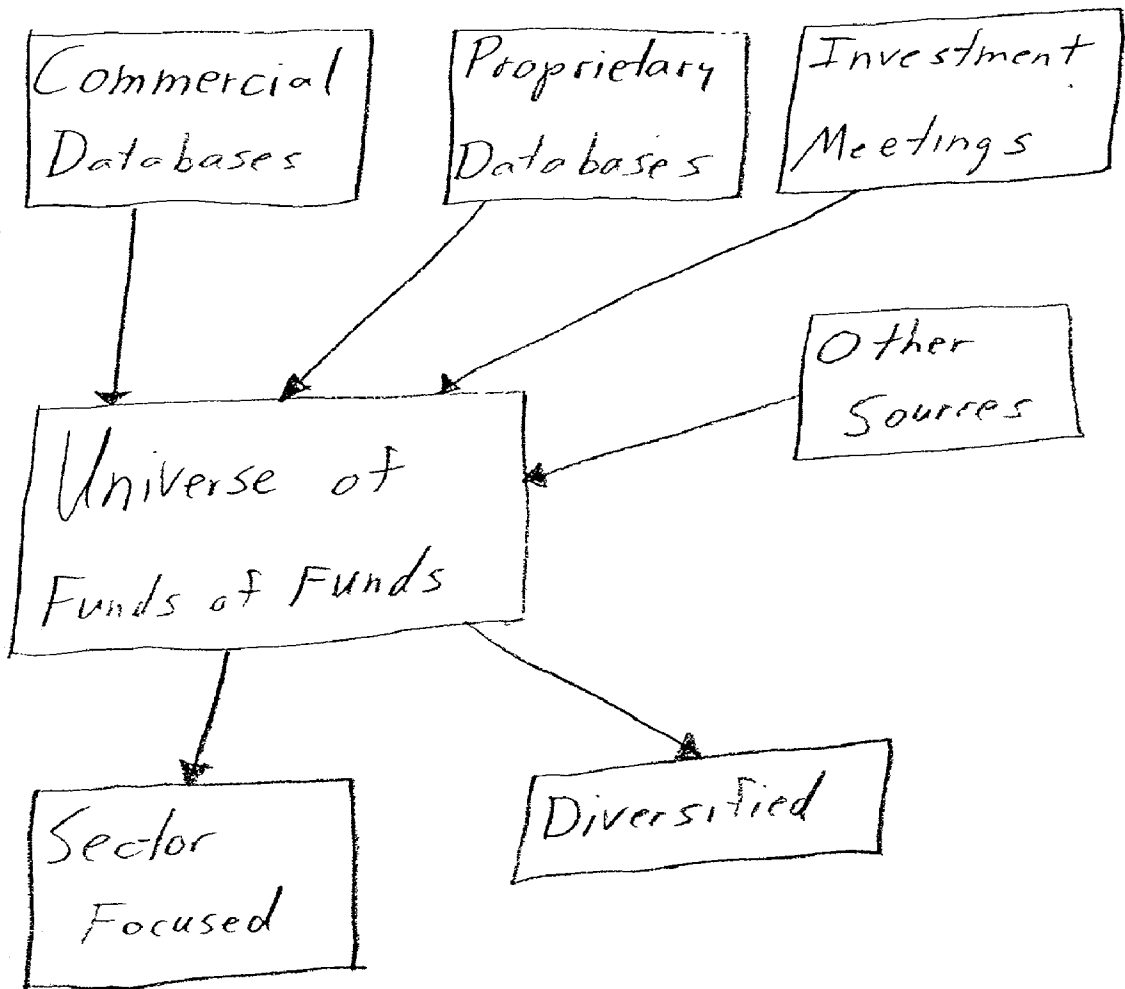 Commercial
Databases
Proprietary
Databases
Investment
Meetings
Other
Sources
Universe of
Funds of Funds
Sector
Focused
Diversified